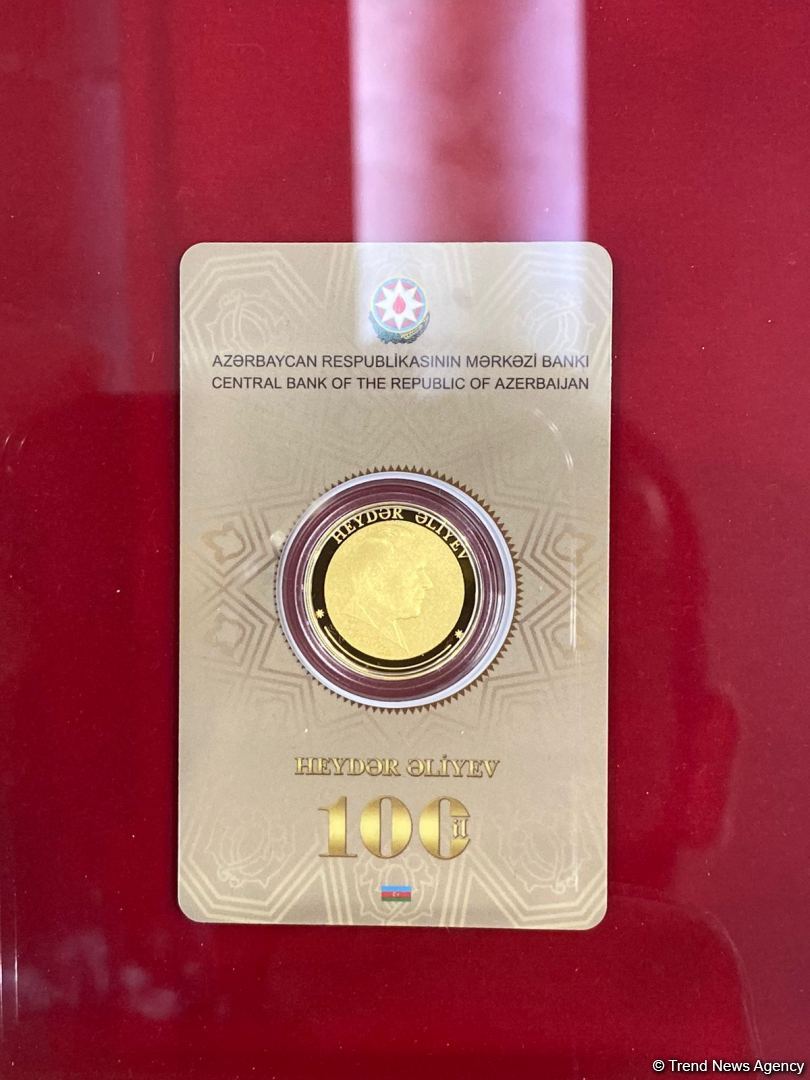 AZƏRBAYCAN RESPUBLİKASININ MƏRKƏZİ BANKI
CENTRAL BANK OF THE REPUBLIC OF AZERBAIJAN
HEYDƏR ƏLİYEV
HEYDƏR ƏLİYEV
100 il
© Trend News Agency